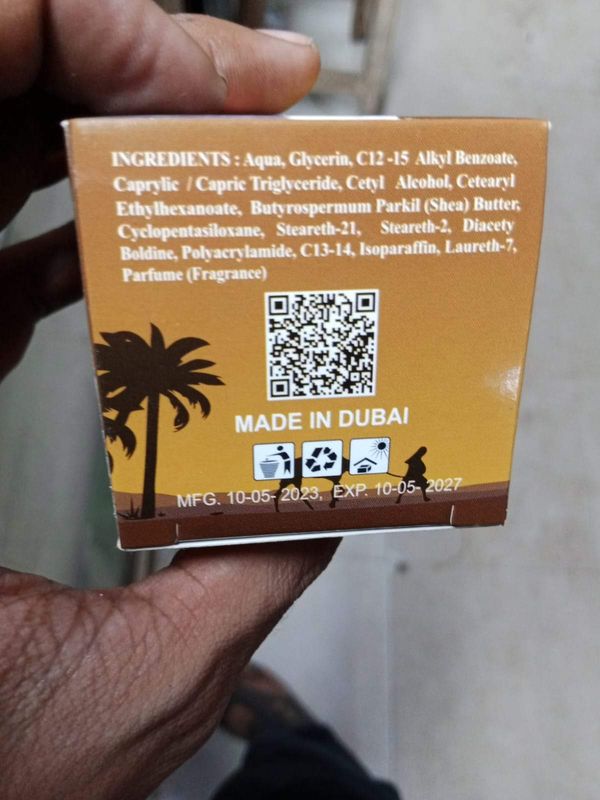 INGREDIENTS : Aqua, Glycerin, C12 -15 Alkyl Benzoate,
Caprylic / Capric Triglyceride, Cetyl Alcohol, Cetearyl
Ethylhexanoate, Butyrospermum Parkil (Shea) Butter,
Cyclopentasiloxane, Steareth-21, Steareth-2, Diacety
Boldine, Polyacrylamide, C13-14, Isoparaffin, Laureth-7,
Parfume (Fragrance)
MADE IN DUBAI
MFG. 10-05- 2023, EXP. 10-05- 2027